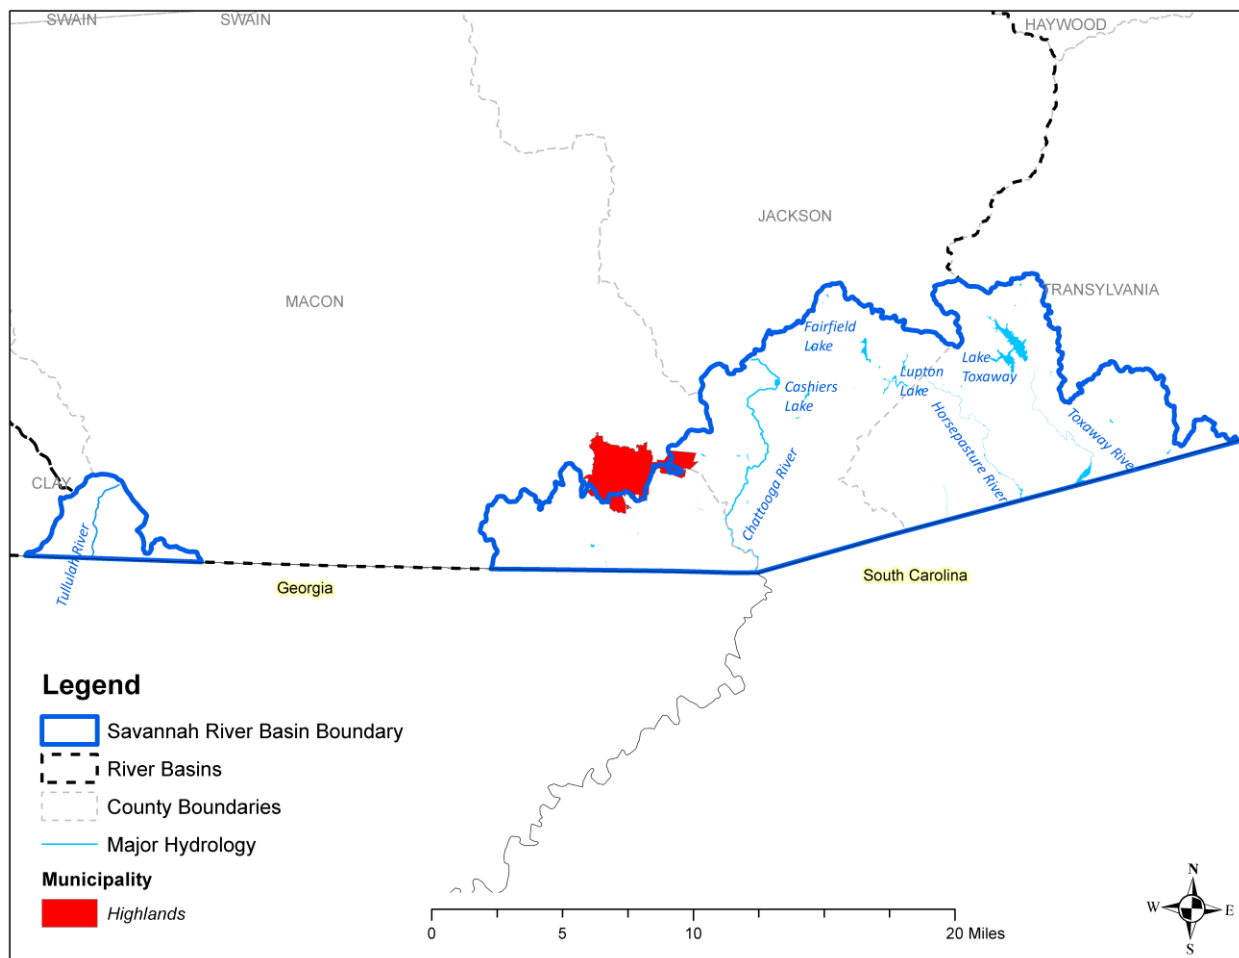 SWAIN
SWAIN
HAYWOOD
JACKSON
MACON
TRANSYLVANIA
Fairfield
Lake
Lake
Toxaway
Lupton
Lake
Cashiers
Lake
Horsepasture River
Toxaway River
Chattooga River
CLAY
Tullulah River
Georgia
South Carolina
Legend
Savannah River Basin Boundary
River Basins
County Boundaries
Major Hydrology
Municipality
Highlands
0 5 10 20 Miles
N
W E
S